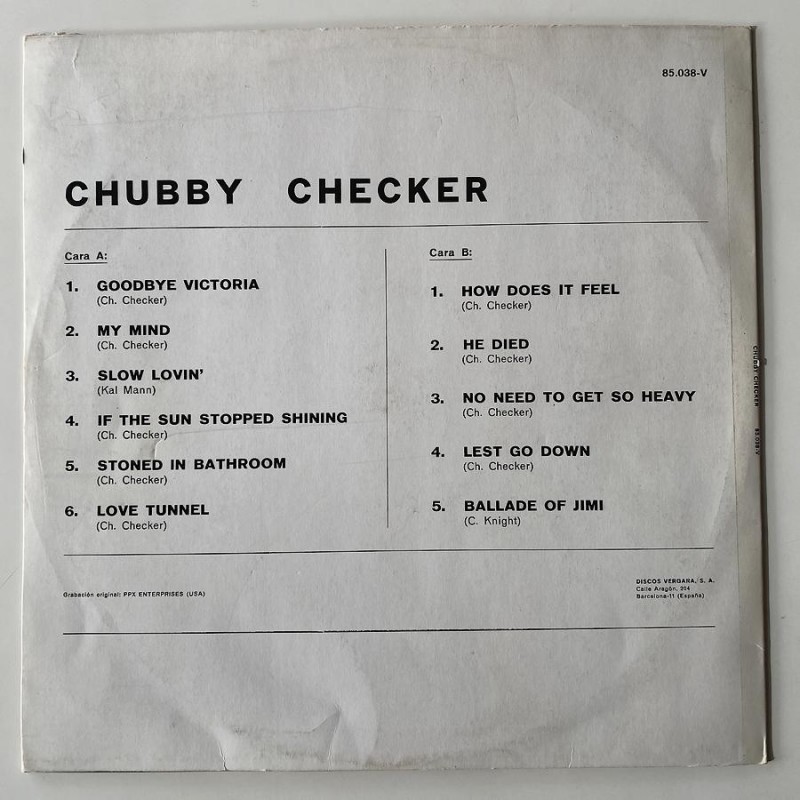 85.038-V
CHUBBY CHECKER
Cara A:
1. GOODBYE VICTORIA
(Ch. Checker)
2. MY MIND
(Ch. Checker)
3. SLOW LOVIN'
(Kal Mann)
4. IF THE SUN STOPPED SHINING
(Ch. Checker)
5. STONED IN BATHROOM
(Ch. Checker)
6. LOVE TUNNEL
(Ch. Checker)
Cara B:
1. HOW DOES IT FEEL
(Ch. Checker)
2. HE DIED
(Ch. Checker)
3. NO NEED TO GET SO HEAVY
(Ch. Checker)
4. LEST GO DOWN
(Ch. Checker)
5. BALLADE OF JIMI
(C. Knight)
Grabación original: PPX ENTERPRISES (USA)
DISCOS VERGARA, S. A.
Calle Aragón, 204
Barcelona-11 (España)
CHUBBY CHECKER 85.038-V